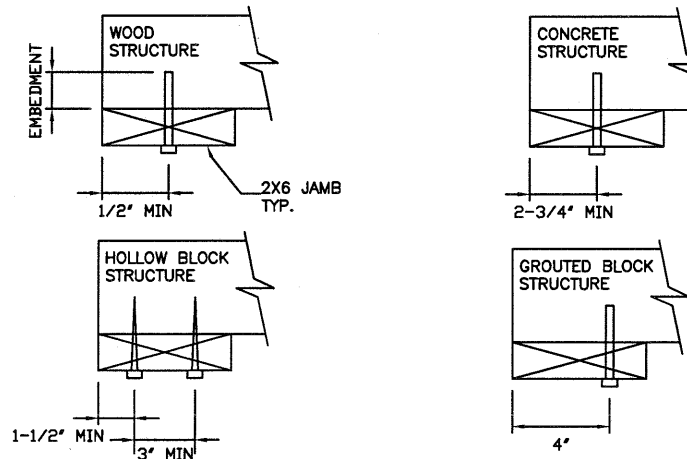 WOOD
STRUCTURE
EMBEDMENT
2X6 JAMB
TYP.
1/2" MIN
CONCRETE
STRUCTURE
2-3/4" MIN
HOLLOW BLOCK
STRUCTURE
1-1/2" MIN
3" MIN
GROUTED BLOCK
STRUCTURE
4"